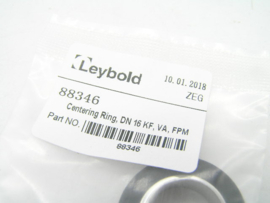 Leybold
10.01.2018
88346
ZEG
Centering Ring, DN 16 KF, VA, FPM
Part NO.
88346